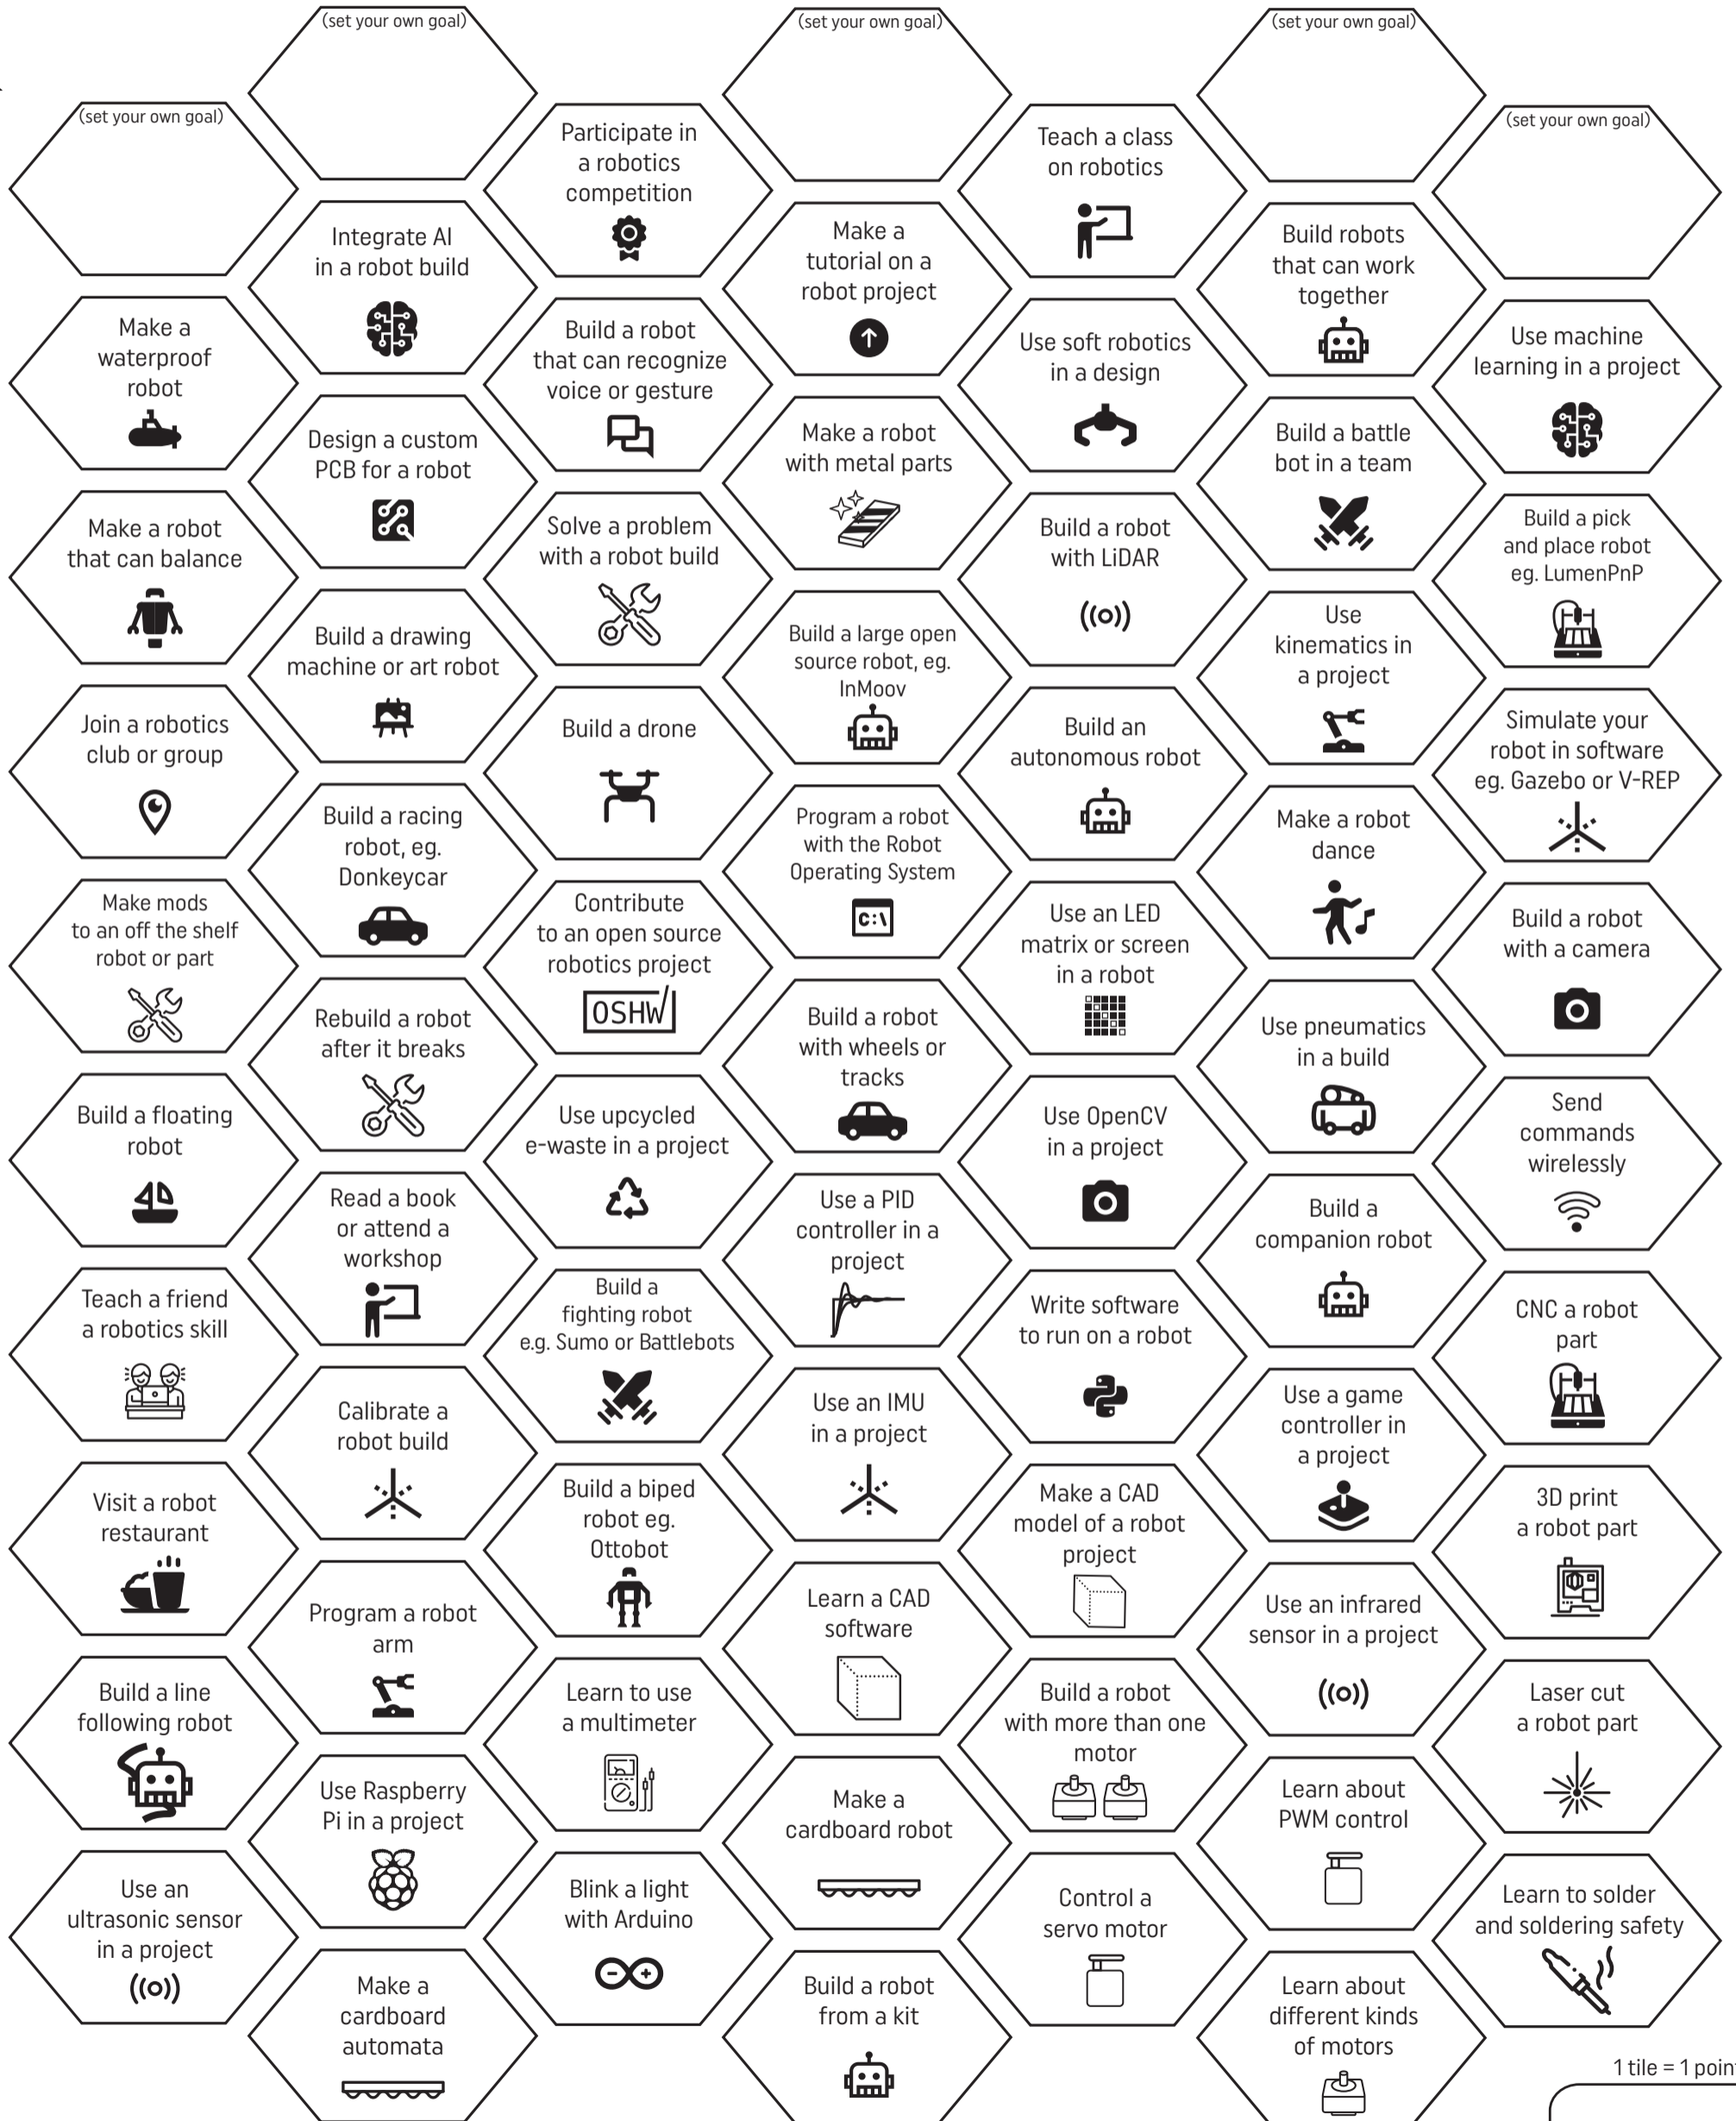 (set your own goal)
(set your own goal)
(set your own goal)
(set your own goal)
(set your own goal)
Participate in
a robotics
competition
Teach a class
on robotics
Integrate AI
in a robot build
Make a
tutorial on a
robot project
Build robots
that can work
together
Make a
waterproof
robot
Build a robot
that can recognize
voice or gesture
Use soft robotics
in a design
Use machine
learning in a project
Design a custom
PCB for a robot
Make a robot
with metal parts
Build a battle
bot in a team
Make a robot
that can balance
Solve a problem
with a robot build
Build a robot
with LiDAR
Build a pick
and place robot
eg. LumenPnP
Build a drawing
machine or art robot
Build a large open
source robot, eg.
InMoov
Use
kinematics in
a project
Join a robotics
club or group
Build a drone
Build an
autonomous robot
Simulate your
robot in software
eg. Gazebo or V-REP
Build a racing
robot, eg.
Donkeycar
Program a robot
with the Robot
Operating System
C:\
Make a robot
dance
Make mods
to an off the shelf
robot or part
Contribute
to an open source
robotics project
OSHW
Use an LED
matrix or screen
in a robot
Build a robot
with a camera
Rebuild a robot
after it breaks
Build a robot
with wheels or
tracks
Use pneumatics
in a build
Build a floating
robot
Use upcycled
e-waste in a project
Use OpenCV
in a project
Send
commands
wirelessly
Read a book
or attend a
workshop
Use a PID
controller in a
project
Build a
companion robot
Teach a friend
a robotics skill
Build a
fighting robot
e.g. Sumo or Battlebots
Write software
to run on a robot
CNC a robot
part
Calibrate a
robot build
Use an IMU
in a project
Use a game
controller in
a project
Visit a robot
restaurant
Build a biped
robot eg.
Ottobot
Make a CAD
model of a robot
project
3D print
a robot part
Program a robot
arm
Learn a CAD
software
Use an infrared
sensor in a project
Build a line
following robot
Learn to use
a multimeter
Build a robot
with more than one
motor
Laser cut
a robot part
Use Raspberry
Pi in a project
Make a
cardboard robot
Learn about
PWM control
Use an
ultrasonic sensor
in a project
Blink a light
with Arduino
Control a
servo motor
Learn to solder
and soldering safety
Make a
cardboard
automata
Build a robot
from a kit
Learn about
different kinds
of motors
1 tile = 1 point